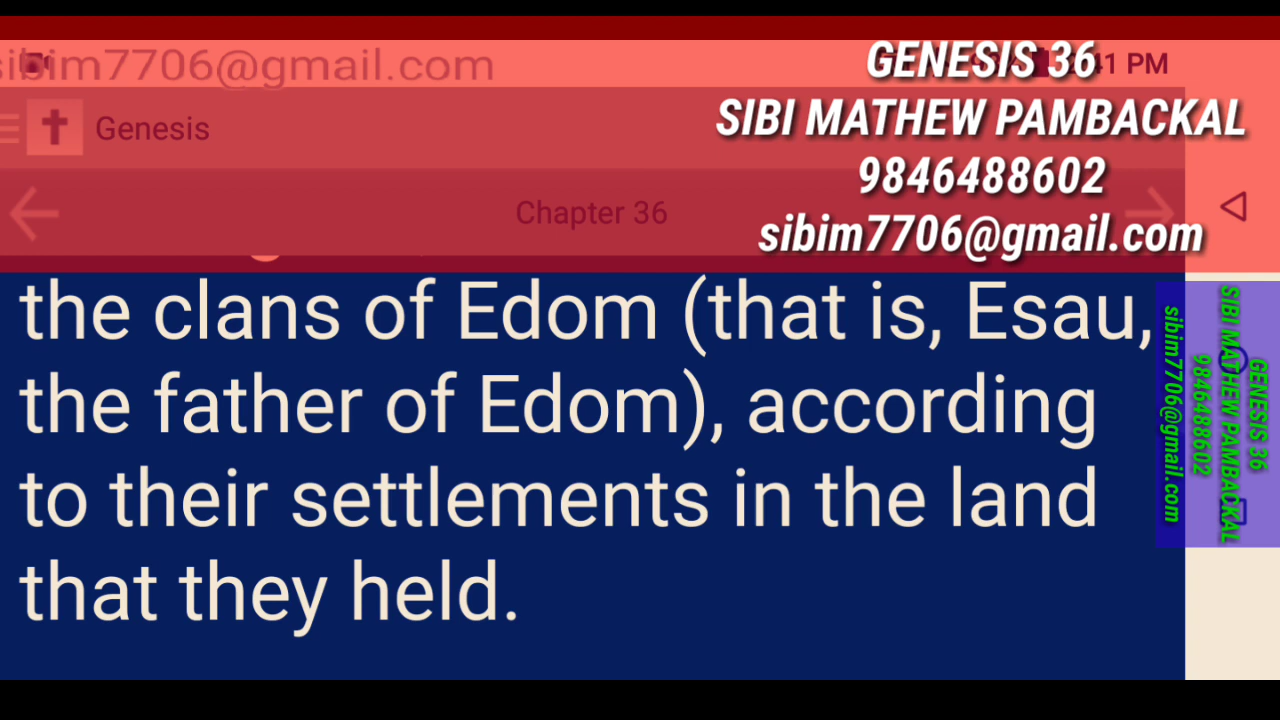 sibim7706@gmail.com
GENESIS 36
41 PM
SIBI MATHEW PAMBACKAL
Genesis
9846488602
Chapter 36
sibim7706@gmail.com
the clans of Edom (that is, Esau,
the father of Edom), according
to their settlements in the land
that they held.
GENESIS 36
SIBI MATHEW PAMBACKAL
9846488602
sibim7706@gmail.com